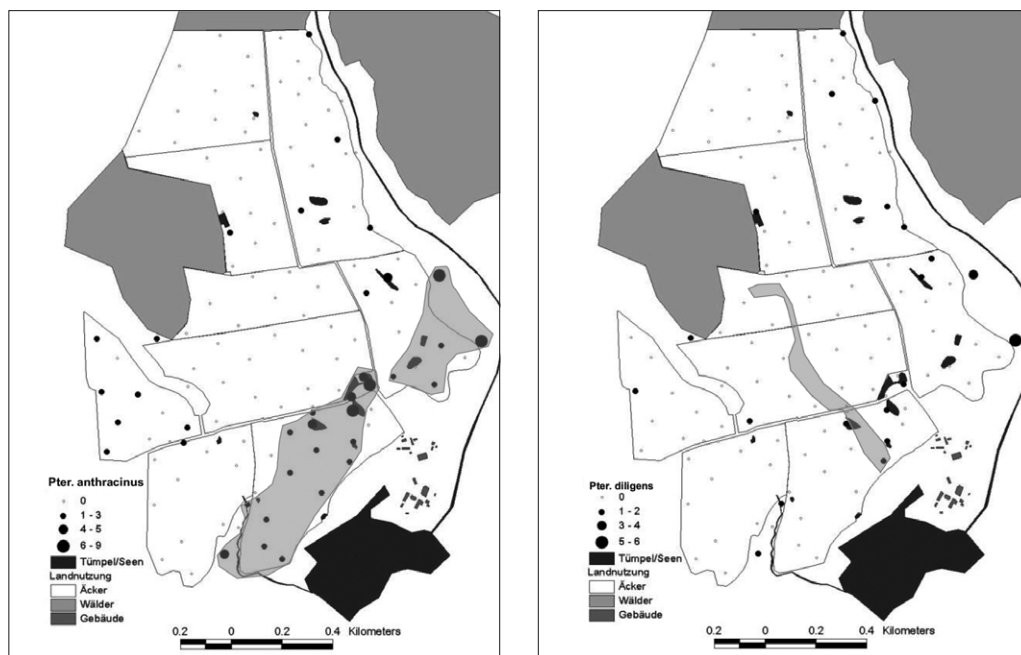 Pter. anthracinus
0
1 - 3
4 - 5
6 - 9
Tümpel/Seen
Landnutzung
Äcker
Wälder
Gebäude
0.2 0 0.2 0.4 Kilometers
Pter. diligens
0
1 - 2
3 - 4
5 - 6
Tümpel/Seen
Landnutzung
Äcker
Wälder
Gebäude
0.2 0 0.2 0.4 Kilometers